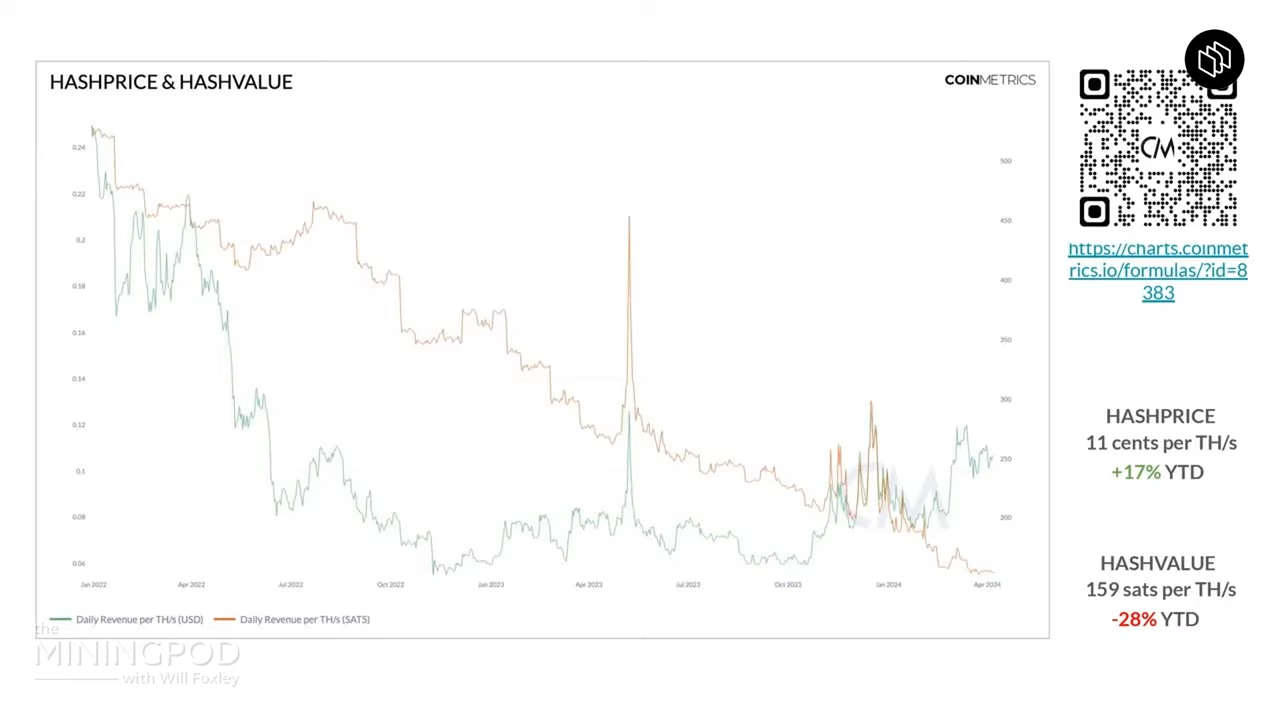 HASHPRICE & HASHVALUE
COINMETRICS
0.24
0.22
0.2
0.18
0.16
0.14
0.12
0.1
0.08
0.06
500
450
400
350
300
250
200
Jan 2022
Apr 2022
Jul 2022
Oct 2022
Jan 2023
Apr 2023
Jul 2023
Oct 2023
Jan 2024
Apr 2024
CM
Daily Revenue per TH/s (USD)
Daily Revenue per TH/s (SATS)
the
MININGPOD
with Will Foxley
CM
https://charts.coinmet
rics.io/formulas/?id=8
383
HASHPRICE
11 cents per TH/s
+17% YTD
HASHVALUE
159 sats per TH/s
-28% YTD